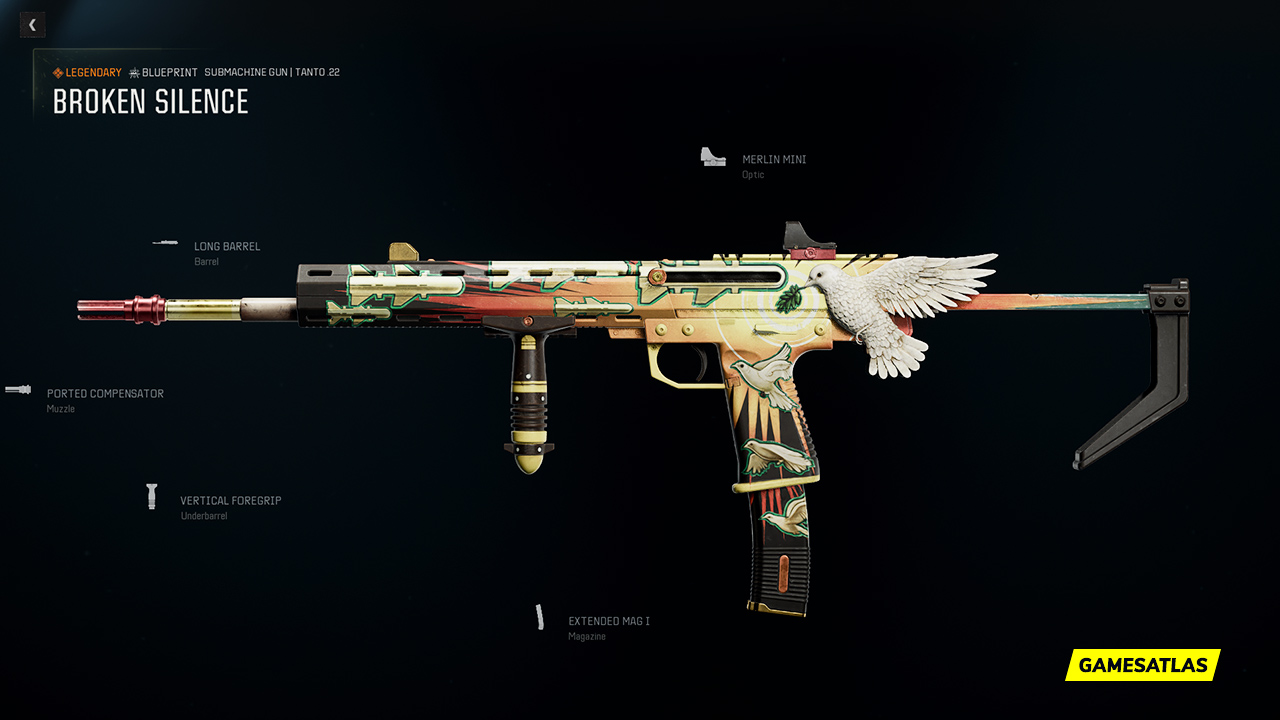 LEGENDARY BLUEPRINT SUBMACHINE GUN | TANTO .22
BROKEN SILENCE
MERLIN MINI
Optic
LONG BARREL
Barrel
PORTED COMPENSATOR
Muzzle
VERTICAL FOREGRIP
Underbarrel
EXTENDED MAG I
Magazine
GAMESATLAS